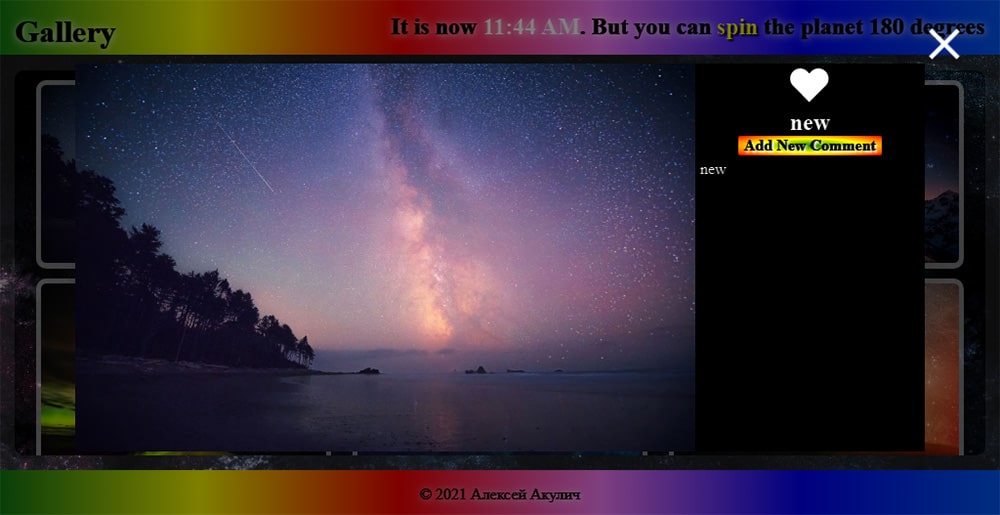 Gallery
It is now 11:44 AM. But you can spin the planet 180 degrees
new
Add New Comment
new
© 2021 Алексей Акулич